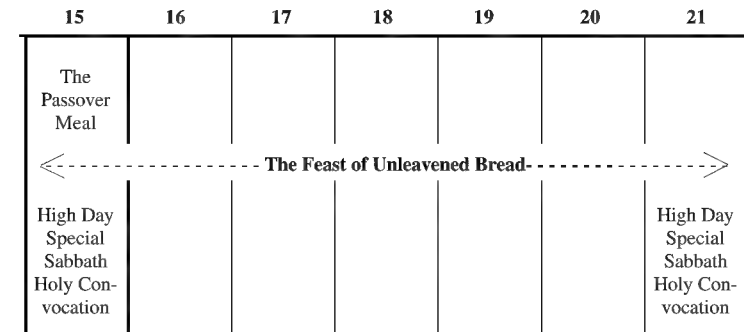 15 16 17 18 19 20 21
The
Passover
Meal
The Feast of Unleavened Bread
High Day
Special
Sabbath
Holy Con-
vocation
High Day
Special
Sabbath
Holy Con-
vocation